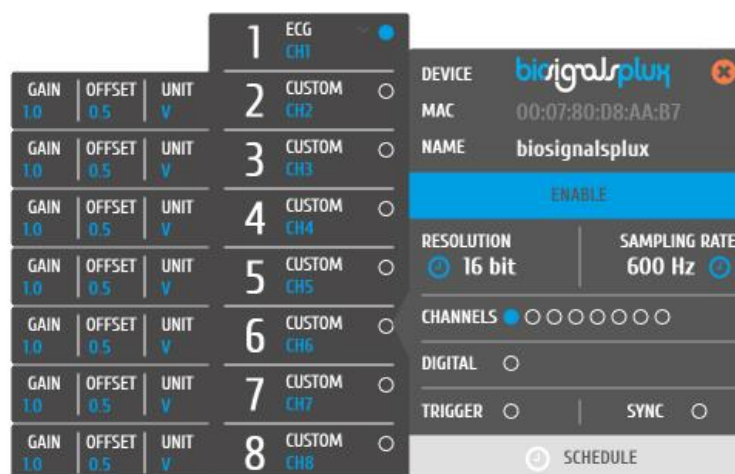 1 ECG
CH1
GAIN OFFSET UNIT 2 CUSTOM
1.0 0.5 V CH2
GAIN OFFSET UNIT 3 CUSTOM
1.0 0.5 V CH3
GAIN OFFSET UNIT 4 CUSTOM
1.0 0.5 V CH4
GAIN OFFSET UNIT 5 CUSTOM
1.0 0.5 V CH5
GAIN OFFSET UNIT 6 CUSTOM
1.0 0.5 V CH6
GAIN OFFSET UNIT 7 CUSTOM
1.0 0.5 V CH7
GAIN OFFSET UNIT 8 CUSTOM
1.0 0.5 V CH8
DEVICE biosignalsplux
MAC 00:07:80:D8:AA:B7
NAME biosignalsplux
ENABLE
RESOLUTION SAMPLING RATE
16 bit 600 Hz
CHANNELS
DIGITAL
TRIGGER SYNC
SCHEDULE